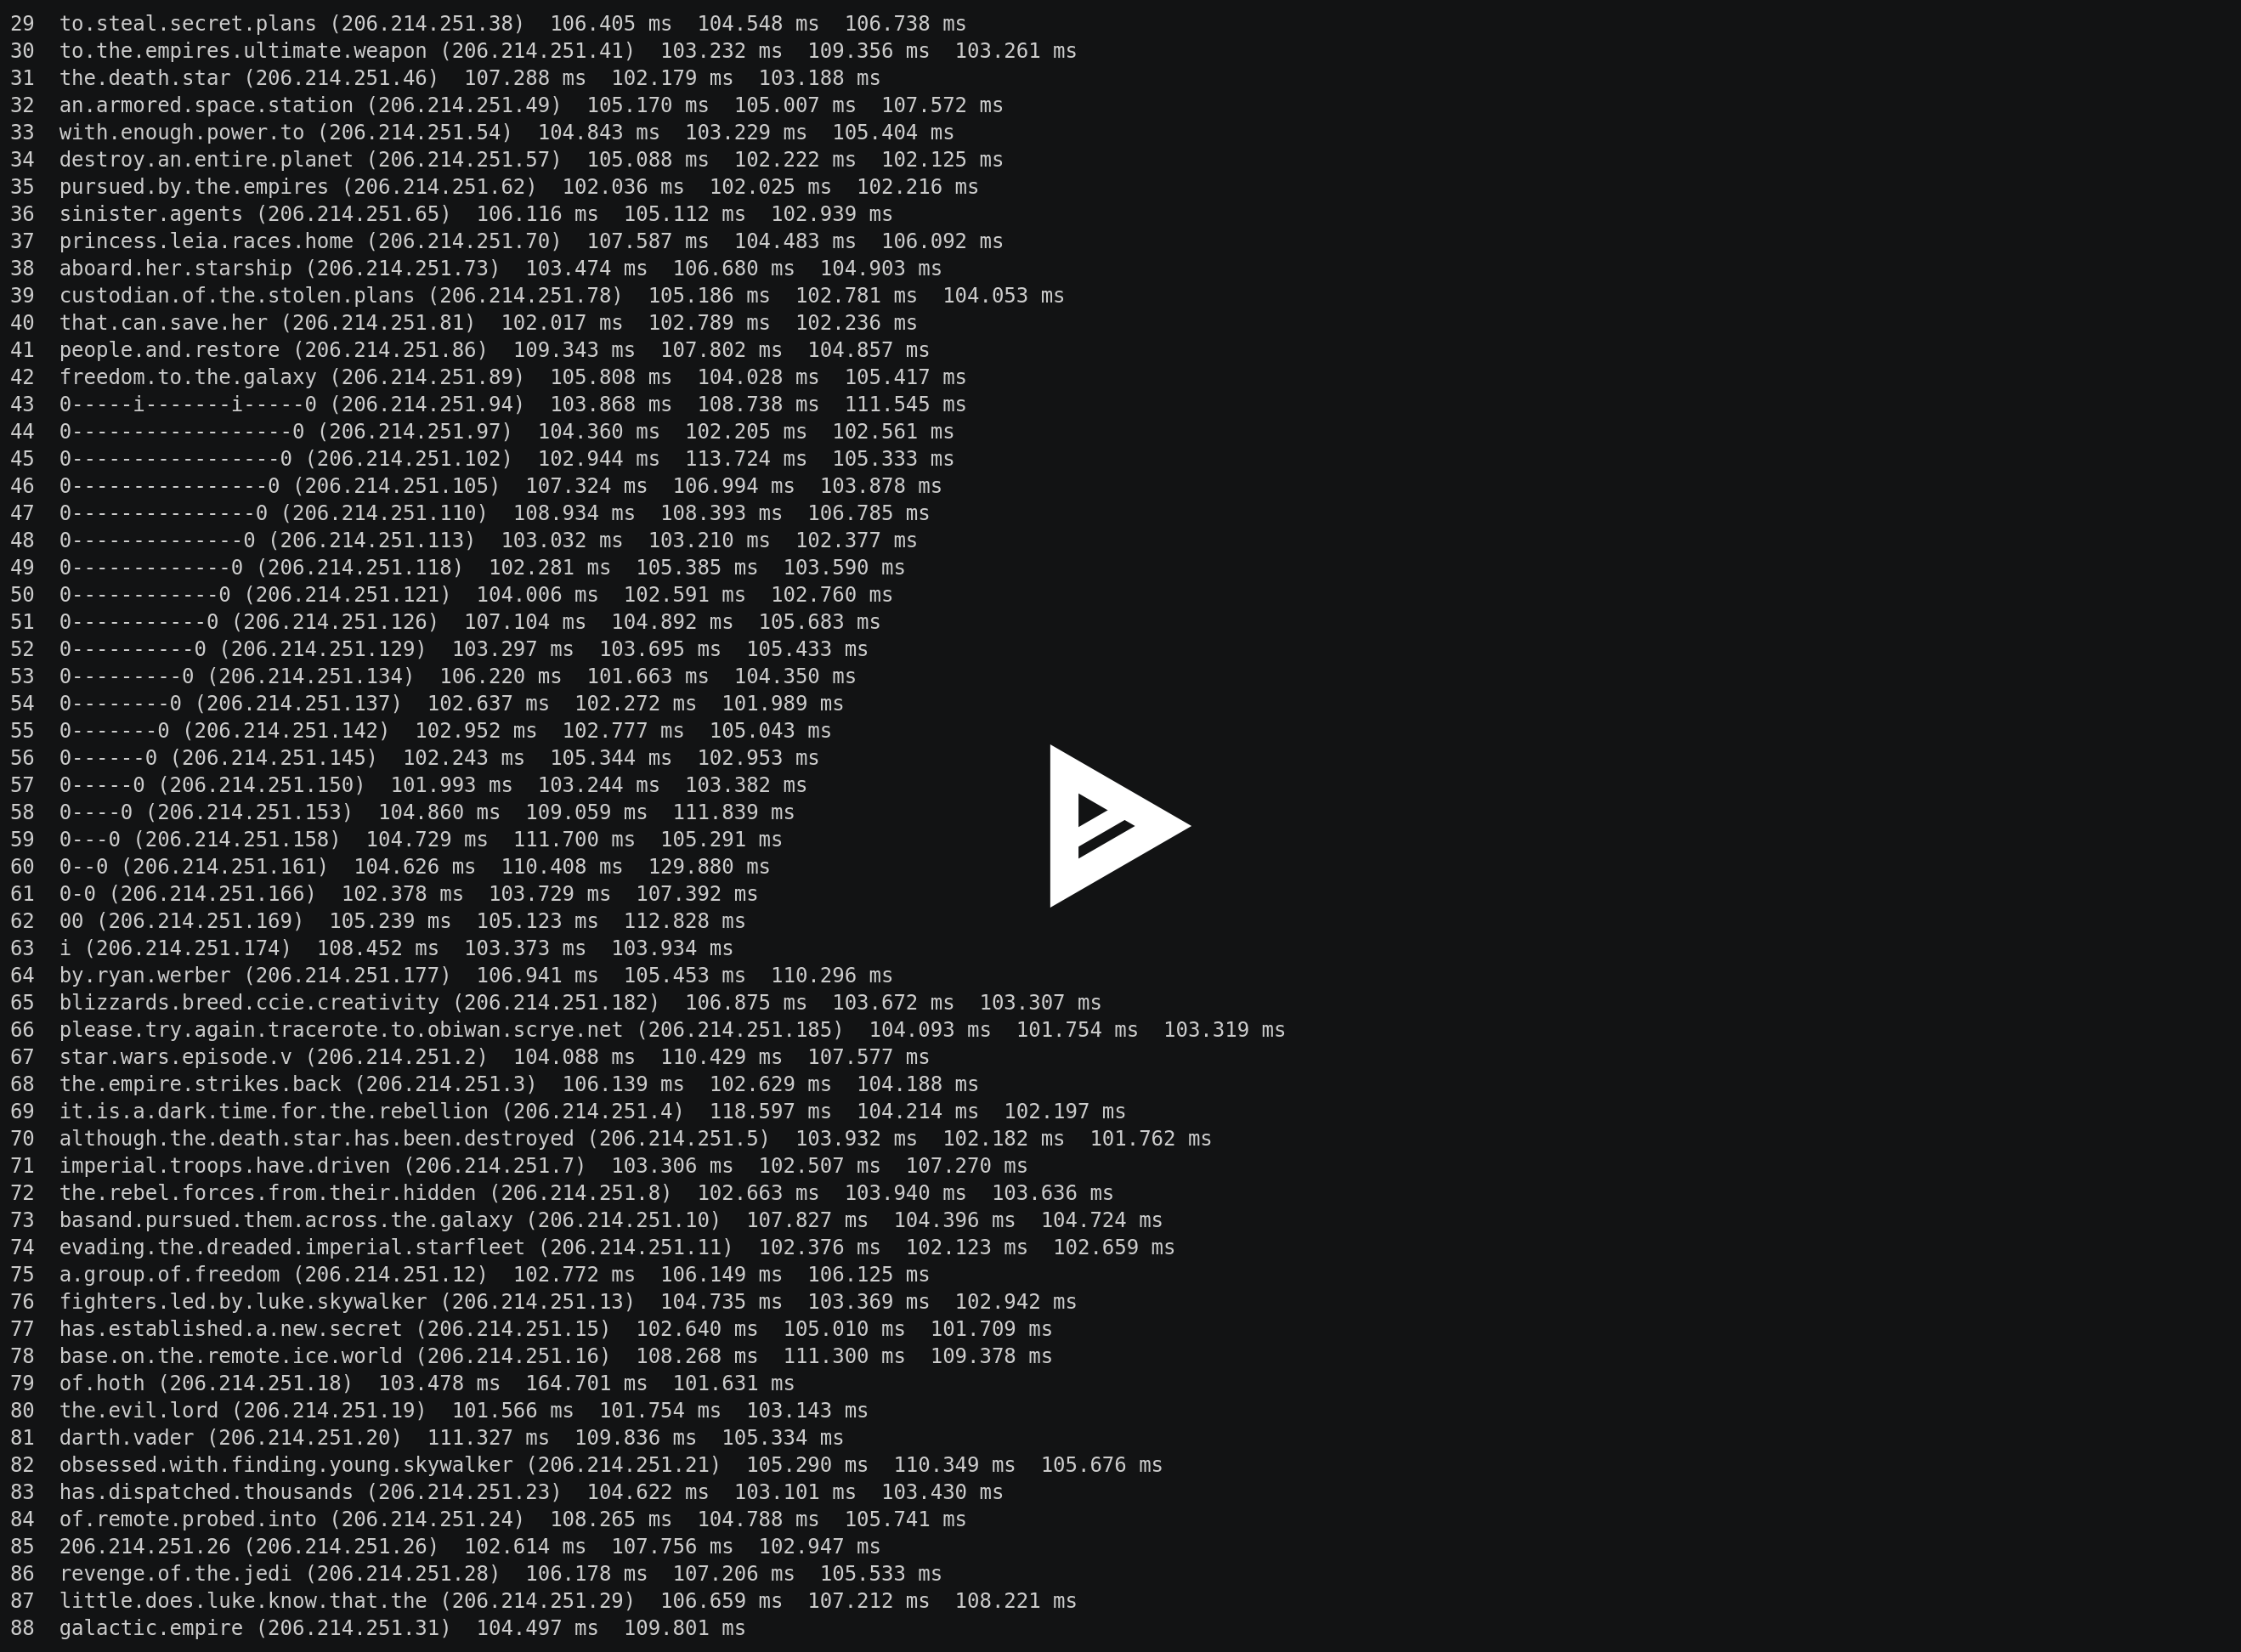 29  to.steal.secret.plans (206.214.251.38)  106.405 ms  104.548 ms  106.738 ms
30  to.the.empires.ultimate.weapon (206.214.251.41)  103.232 ms  109.356 ms  103.261 ms
31  the.death.star (206.214.251.46)  107.288 ms  102.179 ms  103.188 ms
32  an.armored.space.station (206.214.251.49)  105.170 ms  105.007 ms  107.572 ms
33  with.enough.power.to (206.214.251.54)  104.843 ms  103.229 ms  105.404 ms
34  destroy.an.entire.planet (206.214.251.57)  105.088 ms  102.222 ms  102.125 ms
35  pursued.by.the.empires (206.214.251.62)  102.036 ms  102.025 ms  102.216 ms
36  sinister.agents (206.214.251.65)  106.116 ms  105.112 ms  102.939 ms
37  princess.leia.races.home (206.214.251.70)  107.587 ms  104.483 ms  106.092 ms
38  aboard.her.starship (206.214.251.73)  103.474 ms  106.680 ms  104.903 ms
39  custodian.of.the.stolen.plans (206.214.251.78)  105.186 ms  102.781 ms  104.053 ms
40  that.can.save.her (206.214.251.81)  102.017 ms  102.789 ms  102.236 ms
41  people.and.restore (206.214.251.86)  109.343 ms  107.802 ms  104.857 ms
42  freedom.to.the.galaxy (206.214.251.89)  105.808 ms  104.028 ms  105.417 ms
43  0-----i-------i-----0 (206.214.251.94)  103.868 ms  108.738 ms  111.545 ms
44  0------------------0 (206.214.251.97)  104.360 ms  102.205 ms  102.561 ms
45  0-----------------0 (206.214.251.102)  102.944 ms  113.724 ms  105.333 ms
46  0----------------0 (206.214.251.105)  107.324 ms  106.994 ms  103.878 ms
47  0---------------0 (206.214.251.110)  108.934 ms  108.393 ms  106.785 ms
48  0--------------0 (206.214.251.113)  103.032 ms  103.210 ms  102.377 ms
49  0-------------0 (206.214.251.118)  102.281 ms  105.385 ms  103.590 ms
50  0------------0 (206.214.251.121)  104.006 ms  102.591 ms  102.760 ms
51  0-----------0 (206.214.251.126)  107.104 ms  104.892 ms  105.683 ms
52  0----------0 (206.214.251.129)  103.297 ms  103.695 ms  105.433 ms
53  0---------0 (206.214.251.134)  106.220 ms  101.663 ms  104.350 ms
54  0--------0 (206.214.251.137)  102.637 ms  102.272 ms  101.989 ms
55  0-------0 (206.214.251.142)  102.952 ms  102.777 ms  105.043 ms
56  0------0 (206.214.251.145)  102.243 ms  105.344 ms  102.953 ms
57  0-----0 (206.214.251.150)  101.993 ms  103.244 ms  103.382 ms
58  0----0 (206.214.251.153)  104.860 ms  109.059 ms  111.839 ms
59  0---0 (206.214.251.158)  104.729 ms  111.700 ms  105.291 ms
60  0--0 (206.214.251.161)  104.626 ms  110.408 ms  129.880 ms
61  0-0 (206.214.251.166)  102.378 ms  103.729 ms  107.392 ms
62  00 (206.214.251.169)  105.239 ms  105.123 ms  112.828 ms
63  i (206.214.251.174)  108.452 ms  103.373 ms  103.934 ms
64  by.ryan.werber (206.214.251.177)  106.941 ms  105.453 ms  110.296 ms
65  blizzards.breed.ccie.creativity (206.214.251.182)  106.875 ms  103.672 ms  103.307 ms
66  please.try.again.tracerote.to.obiwan.scrye.net (206.214.251.185)  104.093 ms  101.754 ms  103.319 ms
67  star.wars.episode.v (206.214.251.2)  104.088 ms  110.429 ms  107.577 ms
68  the.empire.strikes.back (206.214.251.3)  106.139 ms  102.629 ms  104.188 ms
69  it.is.a.dark.time.for.the.rebellion (206.214.251.4)  118.597 ms  104.214 ms  102.197 ms
70  although.the.death.star.has.been.destroyed (206.214.251.5)  103.932 ms  102.182 ms  101.762 ms
71  imperial.troops.have.driven (206.214.251.7)  103.306 ms  102.507 ms  107.270 ms
72  the.rebel.forces.from.their.hidden (206.214.251.8)  102.663 ms  103.940 ms  103.636 ms
73  basand.pursued.them.across.the.galaxy (206.214.251.10)  107.827 ms  104.396 ms  104.724 ms
74  evading.the.dreaded.imperial.starfleet (206.214.251.11)  102.376 ms  102.123 ms  102.659 ms
75  a.group.of.freedom (206.214.251.12)  102.772 ms  106.149 ms  106.125 ms
76  fighters.led.by.luke.skywalker (206.214.251.13)  104.735 ms  103.369 ms  102.942 ms
77  has.established.a.new.secret (206.214.251.15)  102.640 ms  105.010 ms  101.709 ms
78  base.on.the.remote.ice.world (206.214.251.16)  108.268 ms  111.300 ms  109.378 ms
79  of.hoth (206.214.251.18)  103.478 ms  164.701 ms  101.631 ms
80  the.evil.lord (206.214.251.19)  101.566 ms  101.754 ms  103.143 ms
81  darth.vader (206.214.251.20)  111.327 ms  109.836 ms  105.334 ms
82  obsessed.with.finding.young.skywalker (206.214.251.21)  105.290 ms  110.349 ms  105.676 ms
83  has.dispatched.thousands (206.214.251.23)  104.622 ms  103.101 ms  103.430 ms
84  of.remote.probed.into (206.214.251.24)  108.265 ms  104.788 ms  105.741 ms
85  206.214.251.26 (206.214.251.26)  102.614 ms  107.756 ms  102.947 ms
86  revenge.of.the.jedi (206.214.251.28)  106.178 ms  107.206 ms  105.533 ms
87  little.does.luke.know.that.the (206.214.251.29)  106.659 ms  107.212 ms  108.221 ms
88  galactic.empire (206.214.251.31)  104.497 ms  109.801 ms